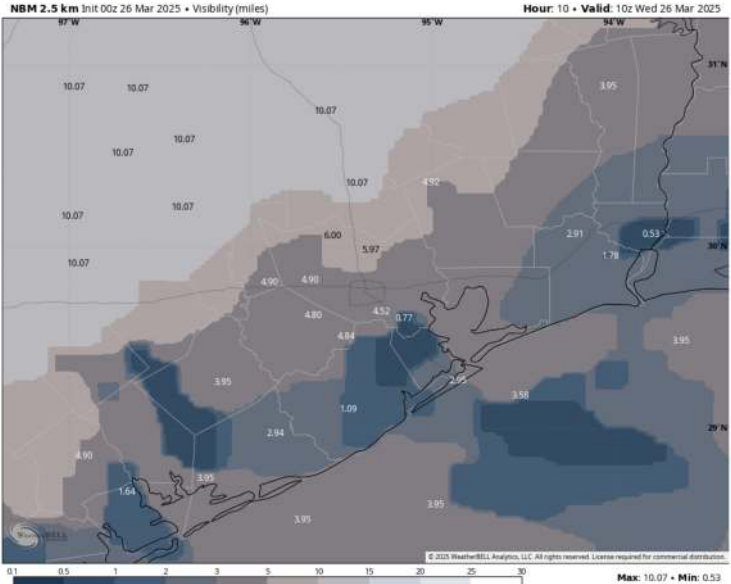 NBM 2.5 km Init 00z 26 Mar 2025 • Visibility (miles)
Hour: 10 • Valid: 10z Wed 26 Mar 2025
97°W 96°W 95°W 94°W
31°N
3.95
10.07 10.07
10.07
10.07
10.07
10.07 4.92
10.07
10.07
6.00 2.91 0.53
5.97 30°N
1.78
10.07
4.90 4.90
4.80 4.52 0.77
4.84 3.95
3.95 2.95
3.58
1.09
2.94 29°N
4.90
3.95
1.64
3.95
3.95
WeatherBELL
© 2025 WeatherBELL Analytics, LLC. All rights reserved. License required for commercial distribution.
0.1 0.5 1 2 3 5 10 15 20 25 30
Max: 10.07 • Min: 0.53